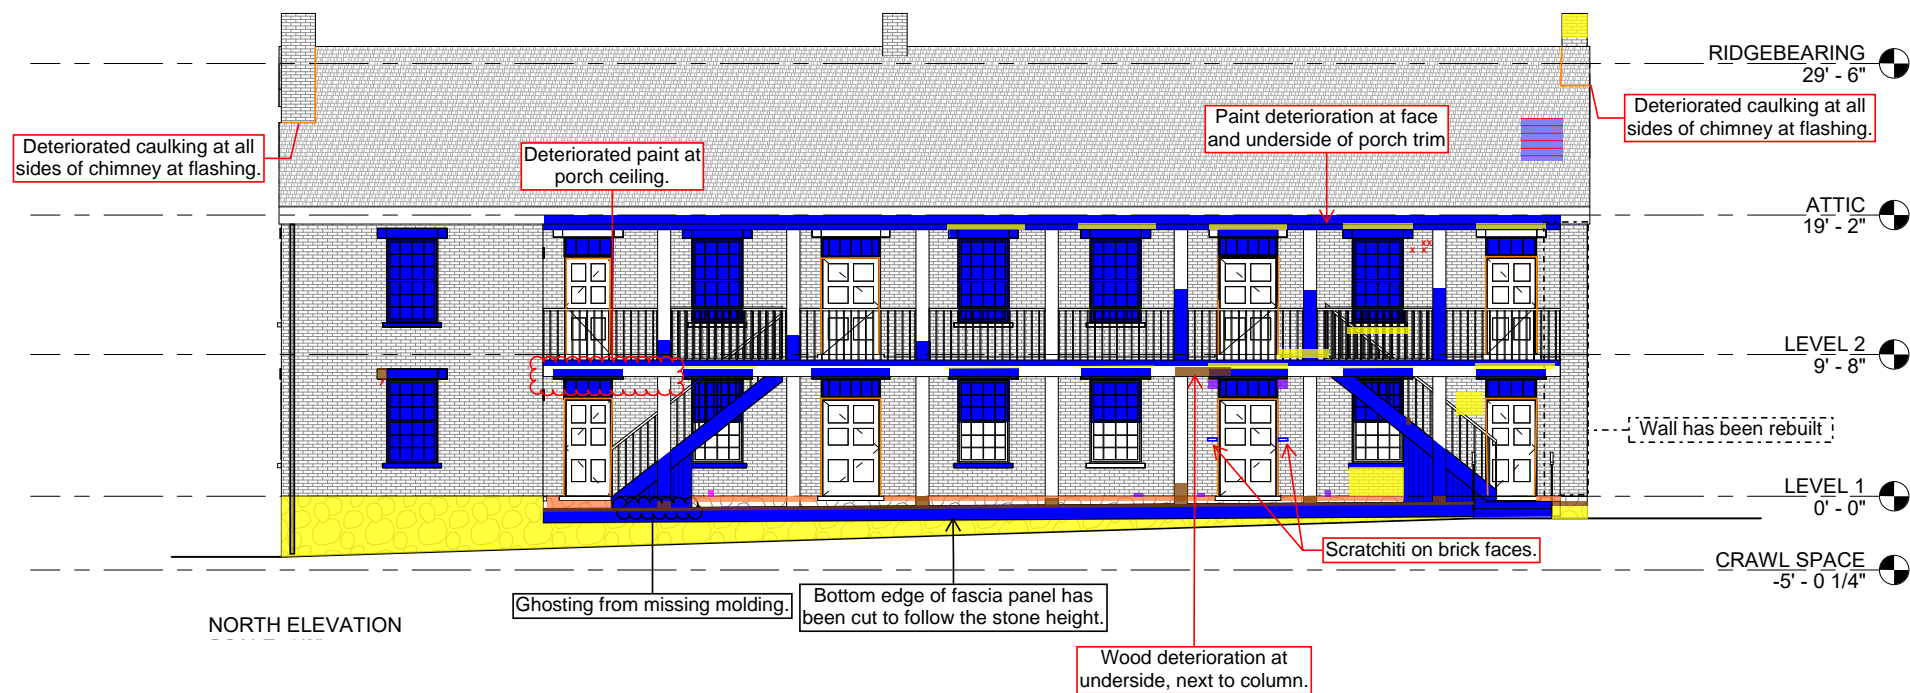 RIDGEBEARING
29' - 6"
Deteriorated caulking at all
sides of chimney at flashing.
Paint deterioration at face
and underside of porch trim
Deteriorated caulking at all
sides of chimney at flashing.
Deteriorated paint at
porch ceiling.
ATTIC
19' - 2"
xx
x x
LEVEL 2
9' - 8"
Wall has been rebuilt
LEVEL 1
0' - 0"
Scratchiti on brick faces.
CRAWL SPACE
-5' - 0 1/4"
Ghosting from missing molding.
Bottom edge of fascia panel has
been cut to follow the stone height.
NORTH ELEVATION
Wood deterioration at
underside, next to column.